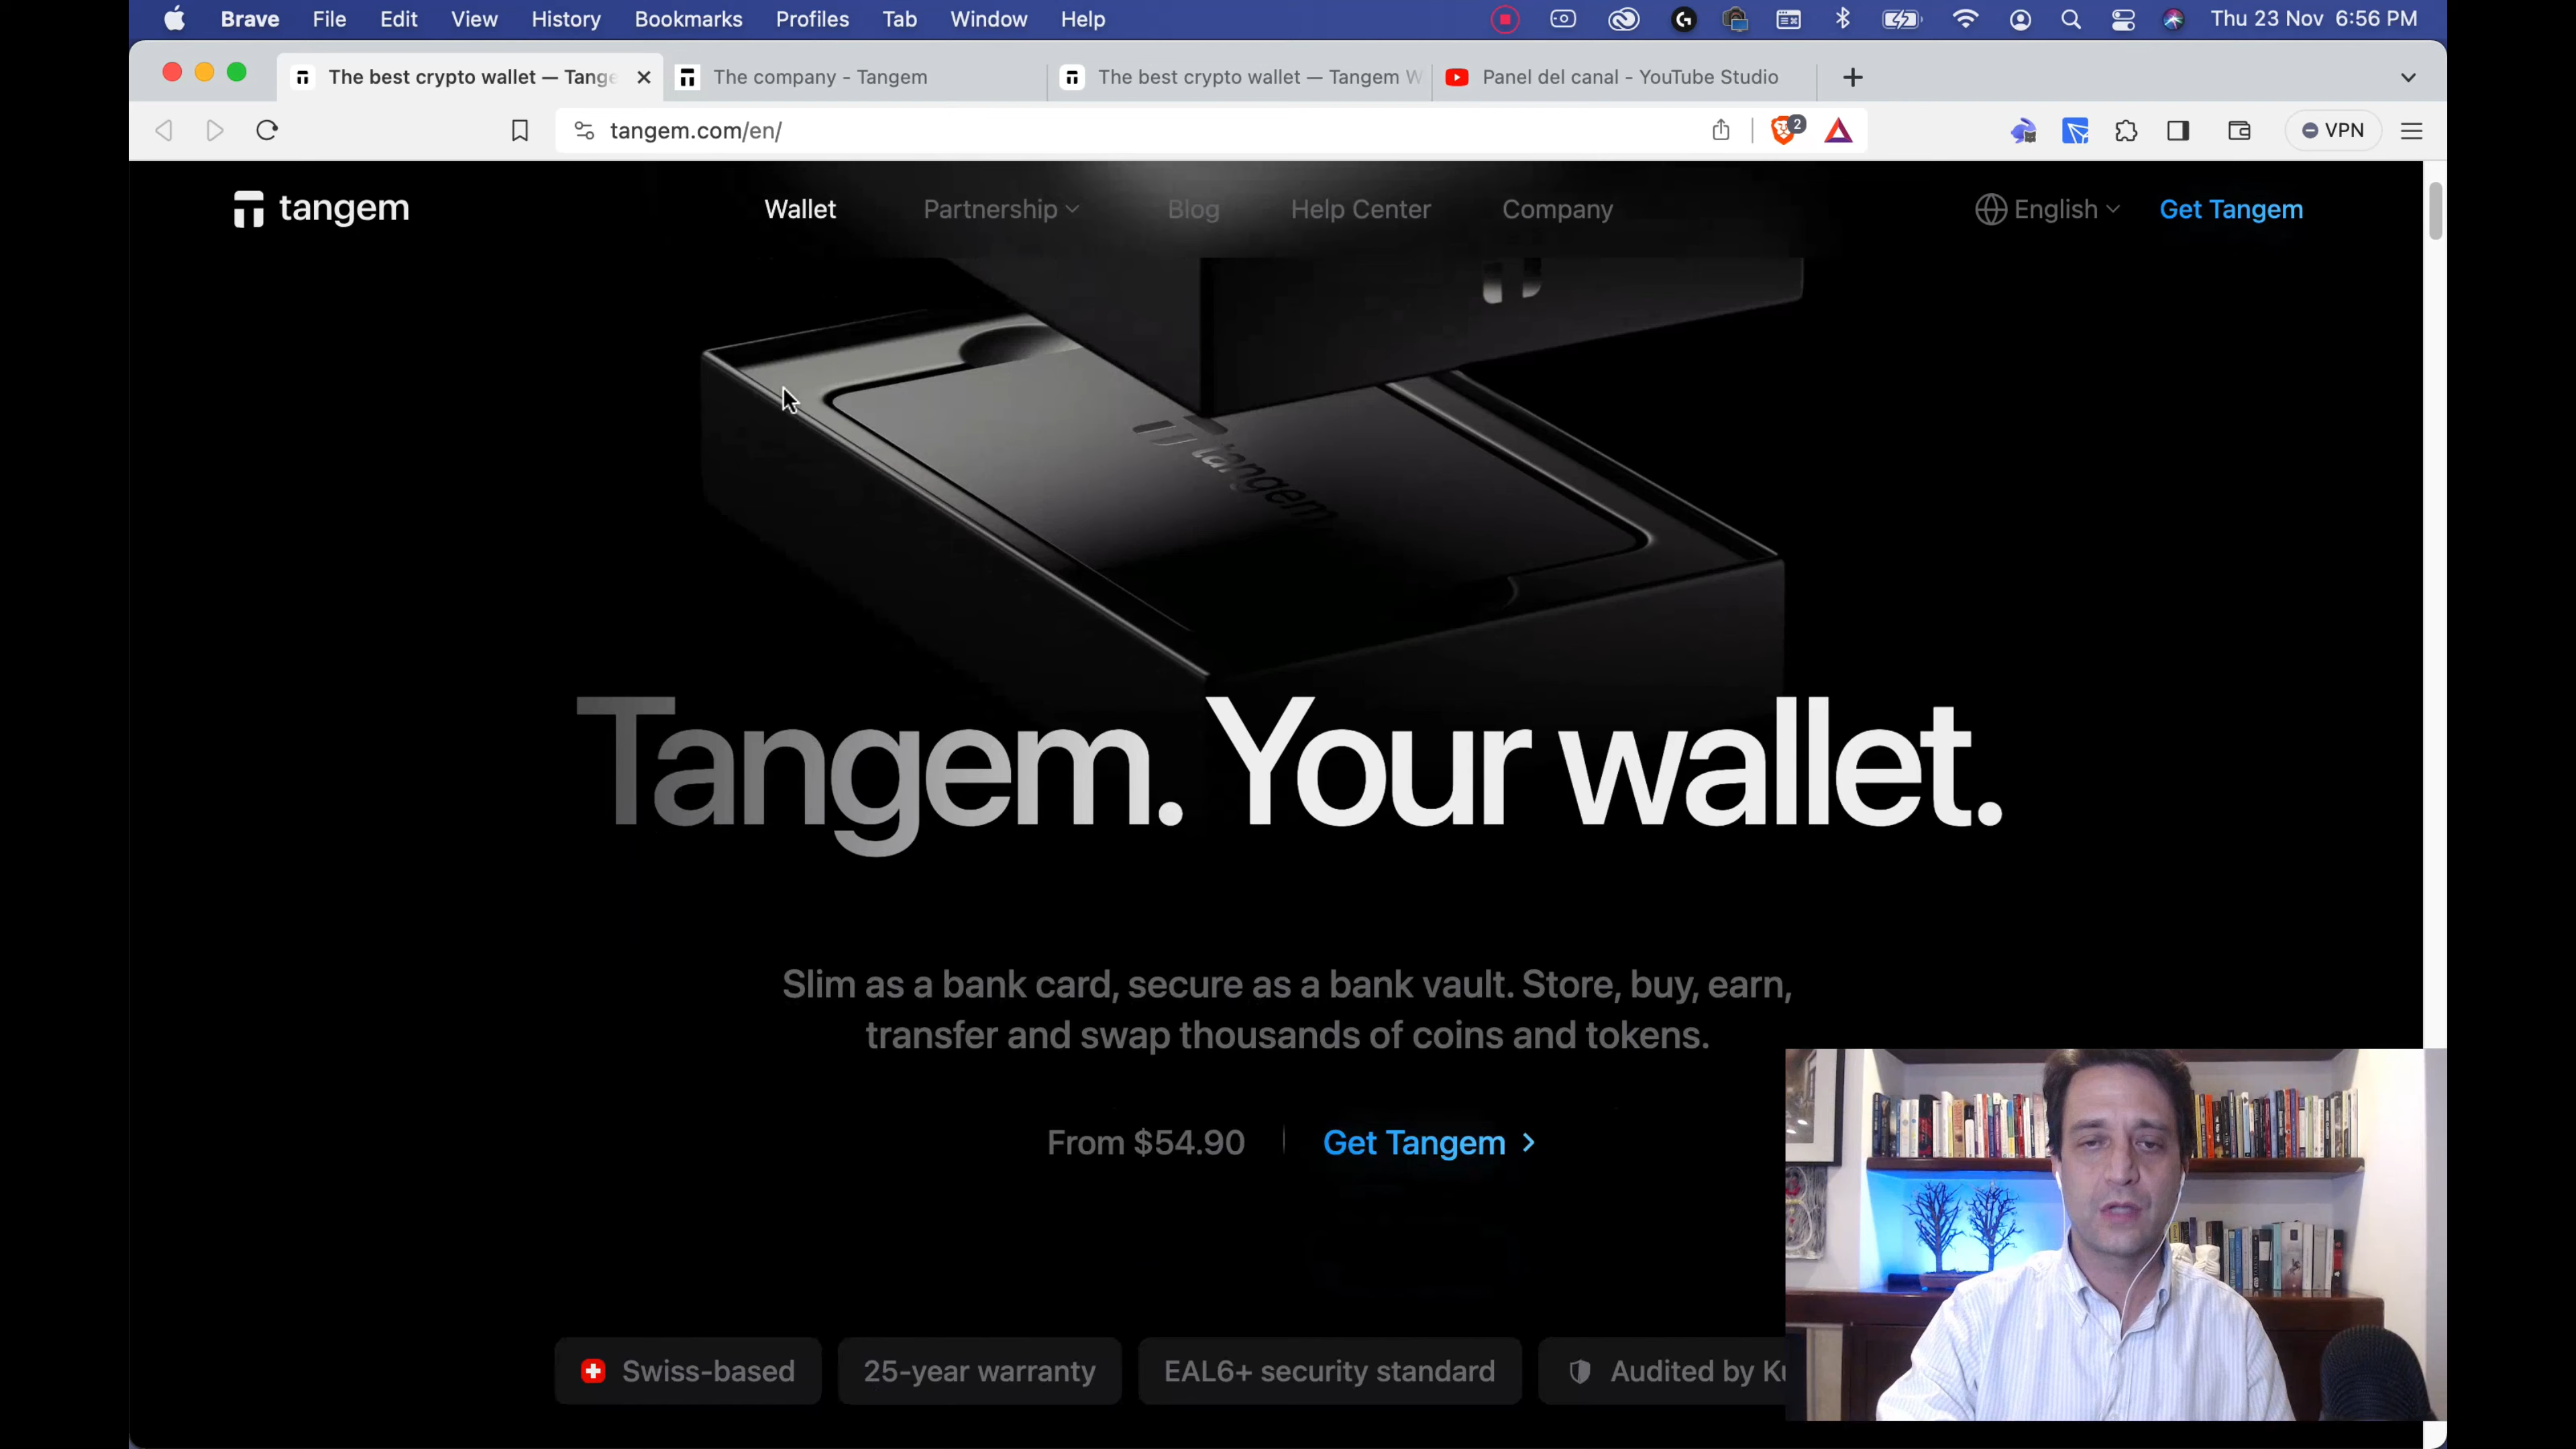 Brave File Edit View History Bookmarks Profiles Tab Window Help Thu 23 Nov 6:56 PM
The best crypto wallet — Tange The company - Tangem The best crypto wallet — Tangem W Panel del canal - YouTube Studio
tangem.com/en/ 2 VPN
tangem Wallet Partnership Blog Help Center Company English Get Tangem
tangem
Tangem. Your wallet.
Slim as a bank card, secure as a bank vault. Store, buy, earn,
transfer and swap thousands of coins and tokens.
From $54.90 Get Tangem
Swiss-based 25-year warranty EAL6+ security standard Audited by